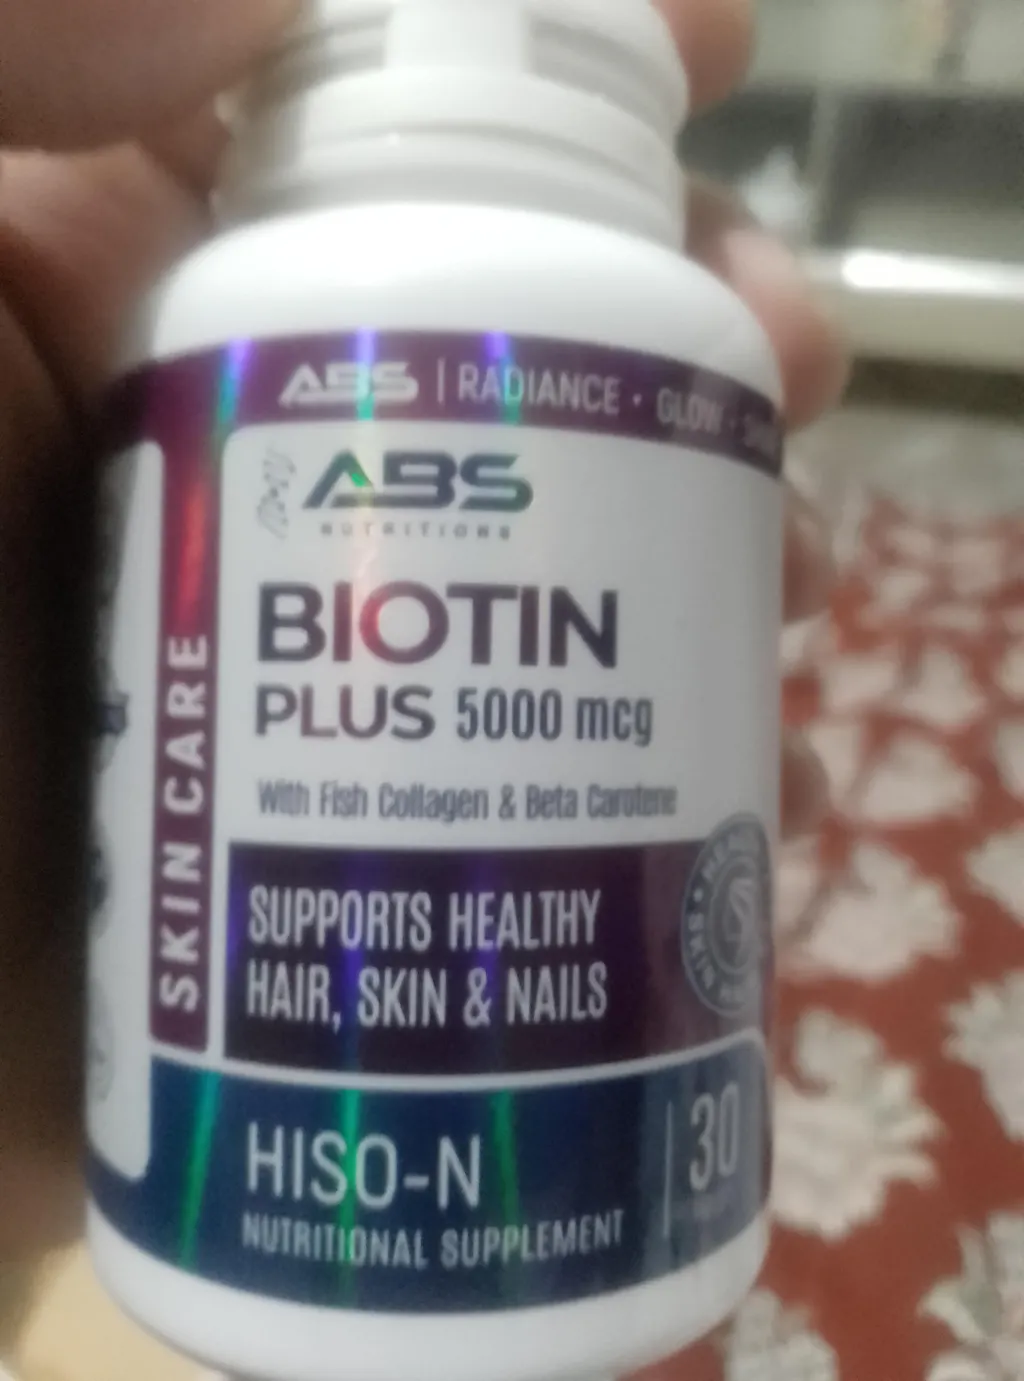 ABS | RADIANCE · GLOW ·
ABS
NUTRITIONS
BIOTIN
PLUS 5000 mcg
With Fish Collagen & Beta Carotene
SKIN CARE
SUPPORTS HEALTHY
HAIR, SKIN & NAILS
HISO-N
NUTRITIONAL SUPPLEMENT
30